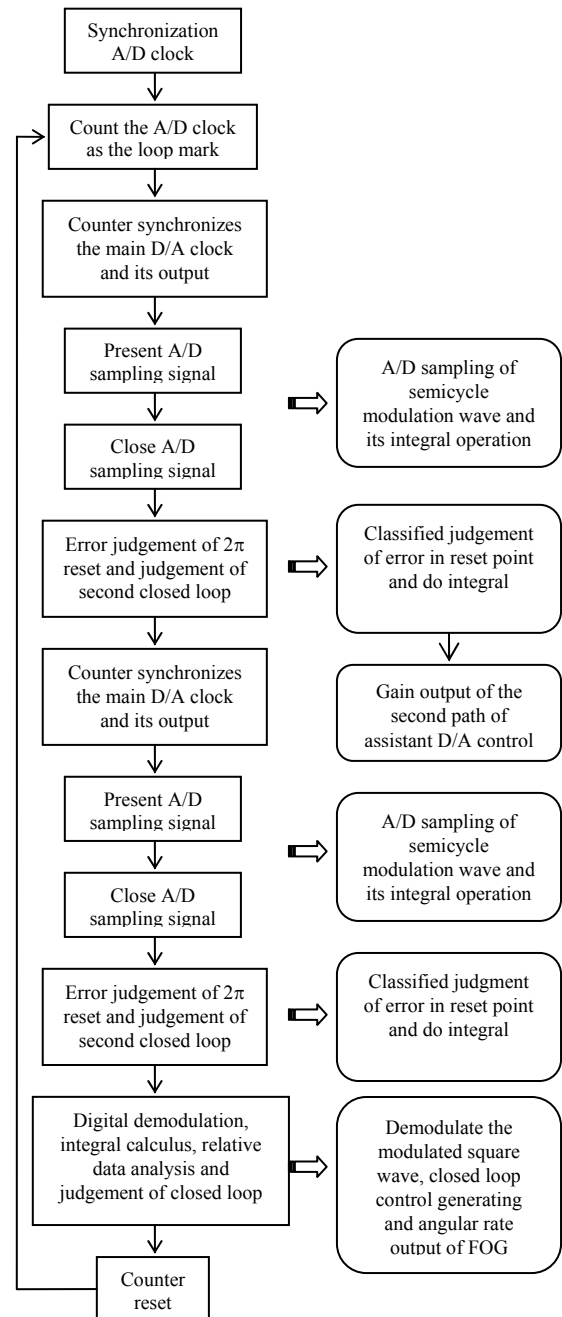 Synchronization
A/D clock
Count the A/D clock
as the loop mark
Counter synchronizes
the main D/A clock
and its output
Present A/D
sampling signal
A/D sampling of
semicycle
modulation wave and
its integral operation
Close A/D
sampling signal
Error judgement of 2π
reset and judgement of
second closed loop
Classified judgement
of error in reset point
and do integral
Counter synchronizes
the main D/A clock
and its output
Gain output of the
second path of
assistant D/A control
Present A/D
sampling signal
A/D sampling of
semicycle
modulation wave and
its integral operation
Close A/D
sampling signal
Error judgement of 2π
reset and judgement of
second closed loop
Classified judgment
of error in reset point
and do integral
Digital demodulation,
integral calculus, relative
data analysis and
judgement of closed loop
Demodulate the
modulated square
wave, closed loop
control generating
and angular rate
output of FOG
Counter
reset